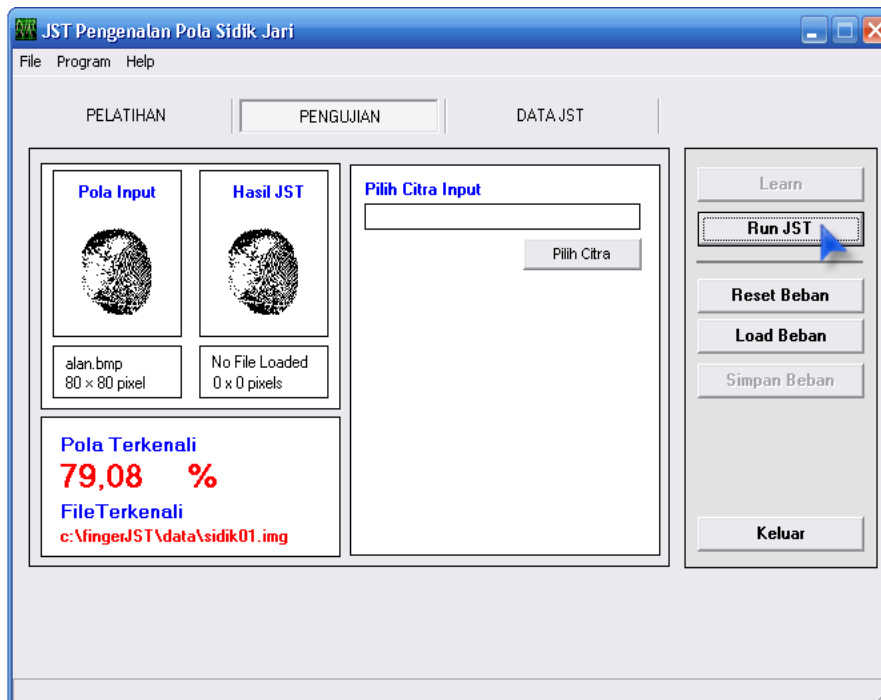 JST Pengenalan Pola Sidik Jari
File Program Help
PELATIHAN PENGUJIAN DATA JST
Pola Input
Hasil JST
alan.bmp
80 × 80 pixel
No File Loaded
0 x 0 pixels
Pola Terkenali
79,08 %
FileTerkenali
c:\fingerJST\data\sidik01.img
Pilih Citra Input
Pilih Citra
Learn
Run JST
Reset Beban
Load Beban
Simpan Beban
Keluar